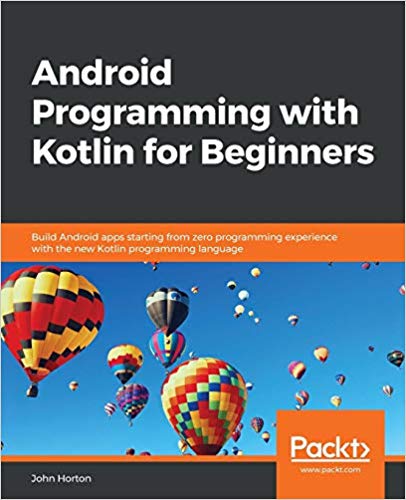 Android
Programming with
Kotlin for Beginners
Build Android apps starting from zero programming experience
with the new Kotlin programming language
Packt>
www.packt.com
John Horton